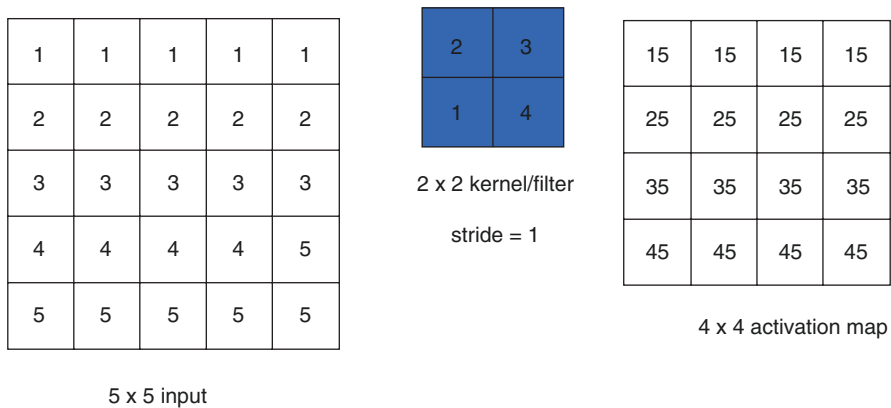 1 1 1 1 1
2 2 2 2 2
3 3 3 3 3
4 4 4 4 5
5 5 5 5 5
5 x 5 input
2 3
1 4
2 x 2 kernel/filter
stride = 1
15 15 15 15
25 25 25 25
35 35 35 35
45 45 45 45
4 x 4 activation map